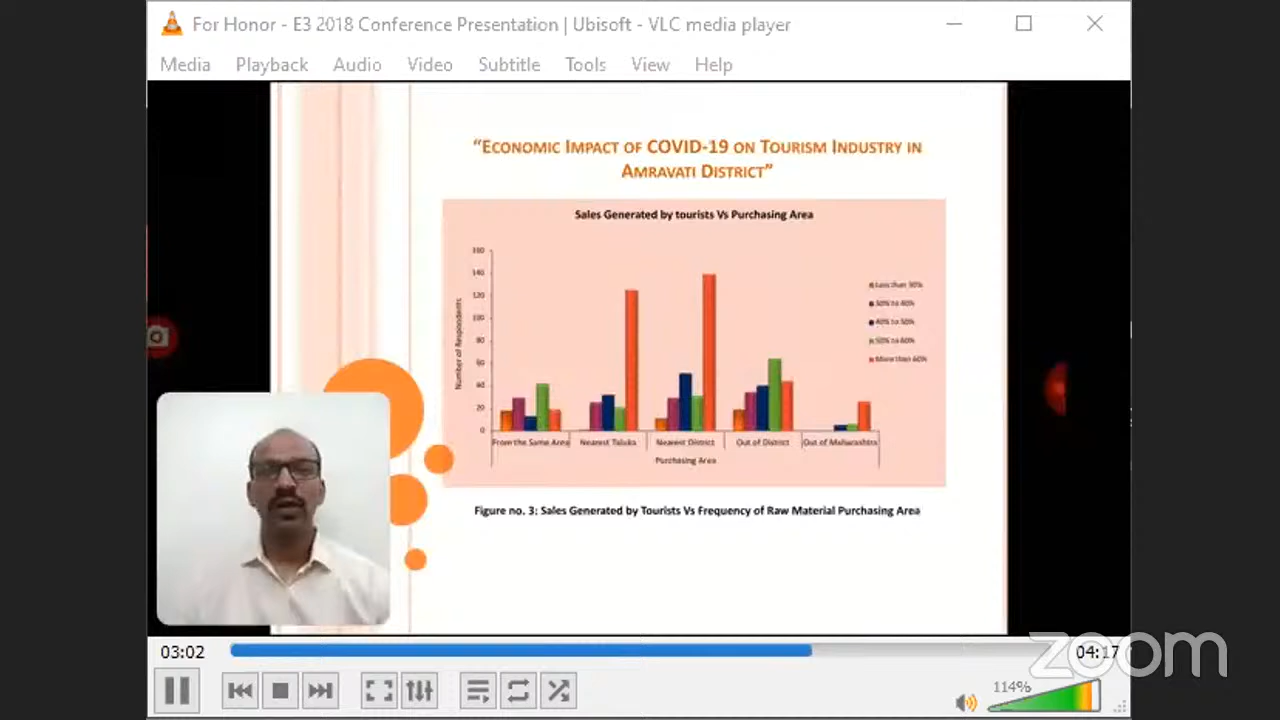 For Honor - E3 2018 Conference Presentation | Ubisoft - VLC media player
Media Playback Audio Video Subtitle Tools View Help
“ECONOMIC IMPACT OF COVID-19 ON TOURISM INDUSTRY IN
AMRAVATI DISTRICT”
Sales Generated by tourists Vs Purchasing Area
160
140
120
100
80
60
40
20
0
Number of Respondents
Less than 30%
30% to 40%
40% to 50%
50% to 60%
More than 60%
From the Same Area Nearest Taluka Nearest District Out of District Out of Maharashtra
Purchasing Area
Figure no. 3: Sales Generated by Tourists Vs Frequency of Raw Material Purchasing Area
03:02
04:17
zoom
114%